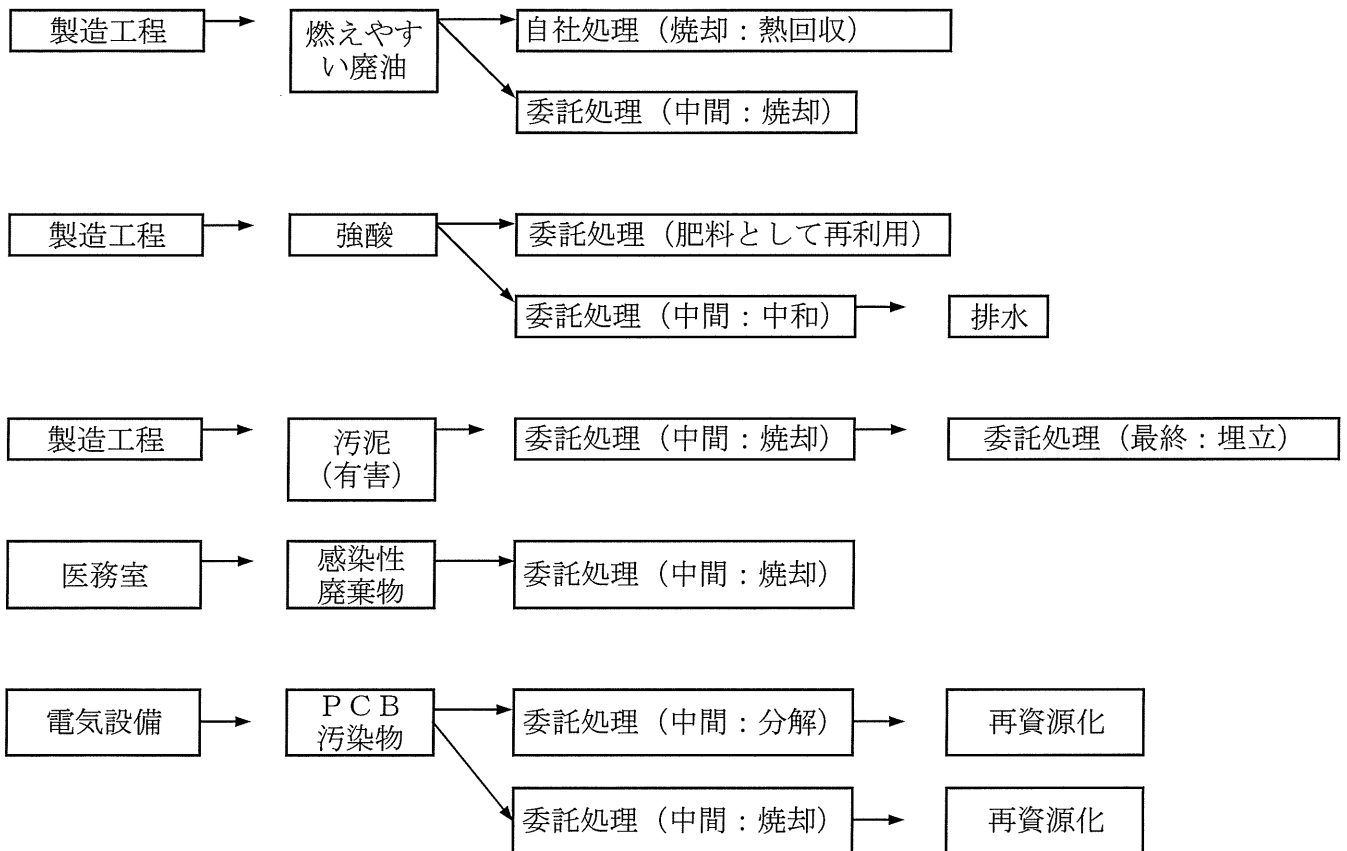 製造工程
燃えやす
い廃油
自社処理（焼却：熱回収）
委託処理（中間：焼却）
製造工程
強酸
委託処理（肥料として再利用）
委託処理（中間：中和）
排水
製造工程
汚泥
（有害）
委託処理（中間：焼却）
委託処理（最終：埋立）
医務室
感染性
廃棄物
委託処理（中間：焼却）
電気設備
ＰＣＢ
汚染物
委託処理（中間：分解）
再資源化
委託処理（中間：焼却）
再資源化